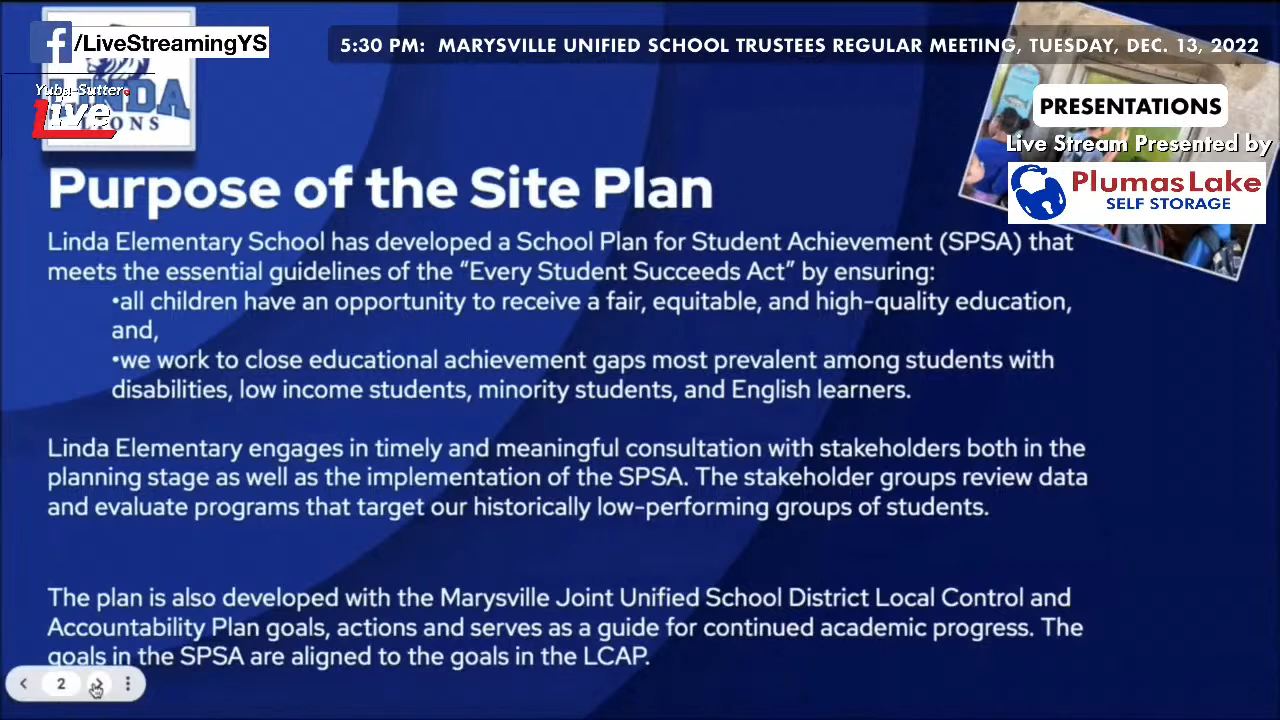 /LiveStreamingYS
5:30 PM: MARYSVILLE UNIFIED SCHOOL TRUSTEES REGULAR MEETING, TUESDAY, DEC. 13, 2022
LINDA
LYONS
Yuba-Sutter
Live
PRESENTATIONS
Live Stream Presented by
Plumas Lake
SELF STORAGE
Purpose of the Site Plan
Linda Elementary School has developed a School Plan for Student Achievement (SPSA) that
meets the essential guidelines of the “Every Student Succeeds Act” by ensuring:
•all children have an opportunity to receive a fair, equitable, and high-quality education,
and,
•we work to close educational achievement gaps most prevalent among students with
disabilities, low income students, minority students, and English learners.
Linda Elementary engages in timely and meaningful consultation with stakeholders both in the
planning stage as well as the implementation of the SPSA. The stakeholder groups review data
and evaluate programs that target our historically low-performing groups of students.
The plan is also developed with the Marysville Joint Unified School District Local Control and
Accountability Plan goals, actions and serves as a guide for continued academic progress. The
goals in the SPSA are aligned to the goals in the LCAP.
2